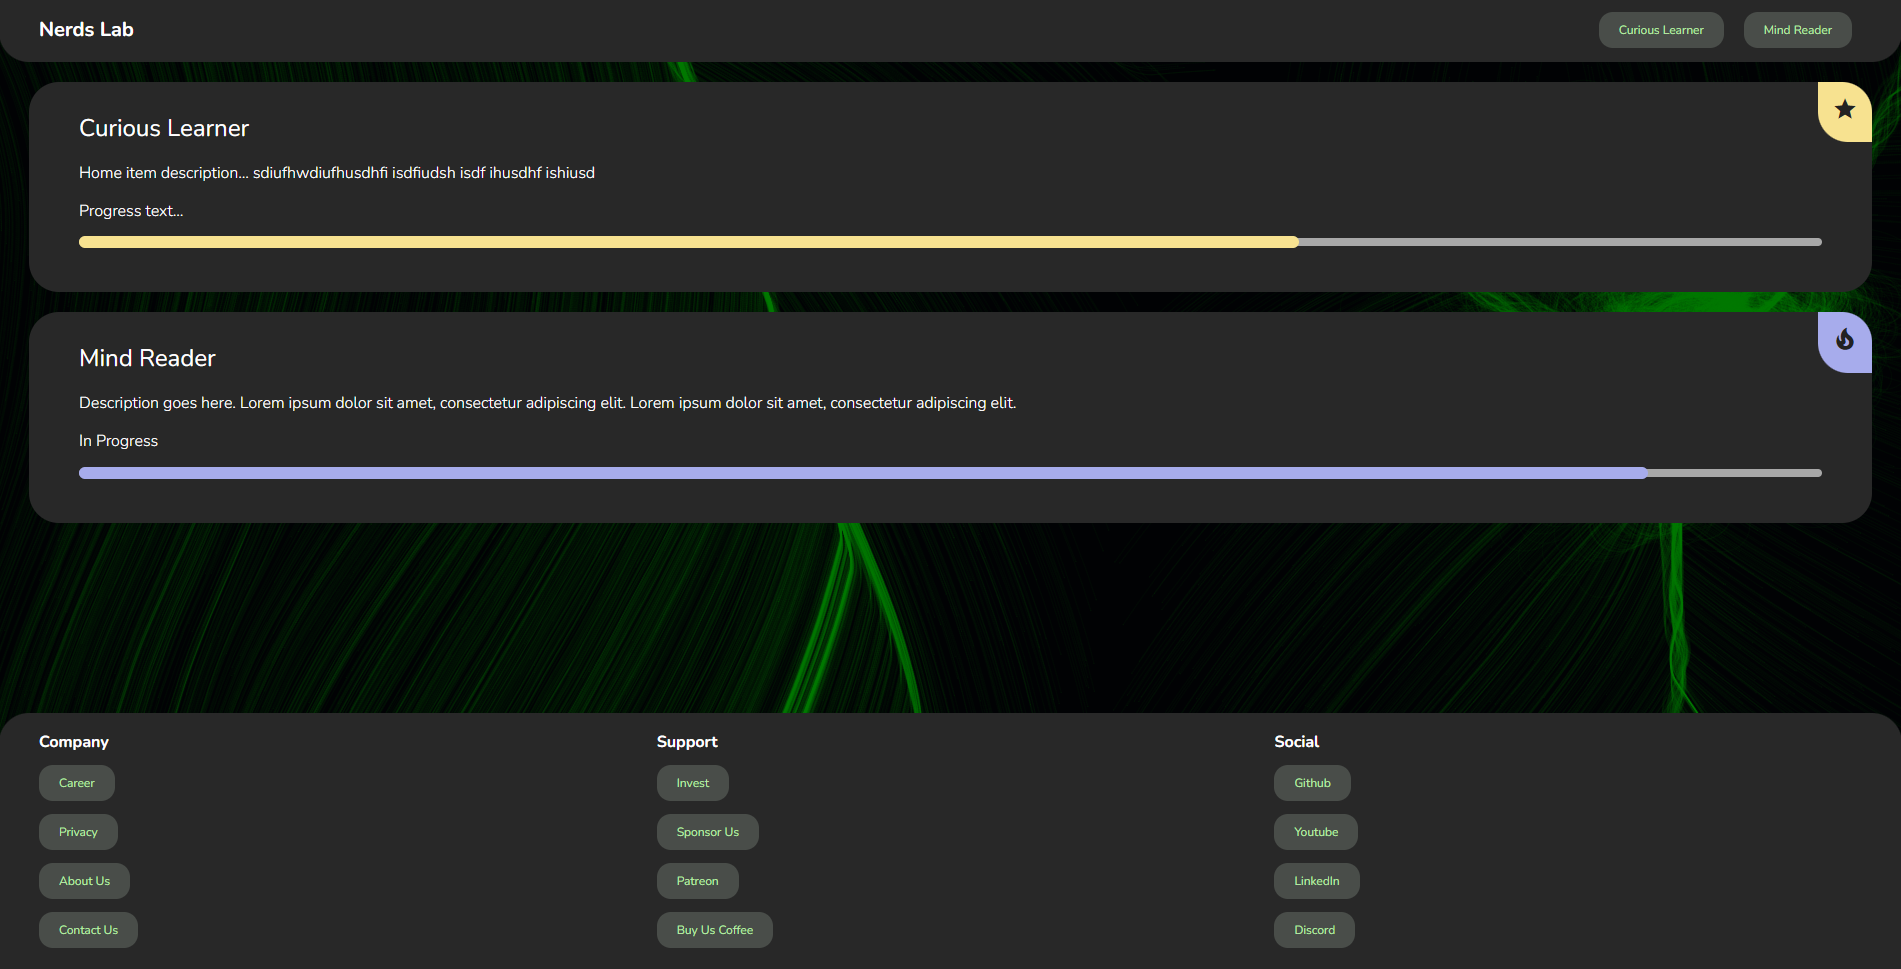 Nerds Lab
Curious Learner
Mind Reader
Curious Learner
Home item description... sdiufhwdiufhusdhfi isdfiudsh isdf ihusdhf ishiusd
Progress text...
Mind Reader
Description goes here. Lorem ipsum dolor sit amet, consectetur adipiscing elit. Lorem ipsum dolor sit amet, consectetur adipiscing elit.
In Progress
Company
Career
Privacy
About Us
Contact Us
Support
Invest
Sponsor Us
Patreon
Buy Us Coffee
Social
Github
Youtube
LinkedIn
Discord